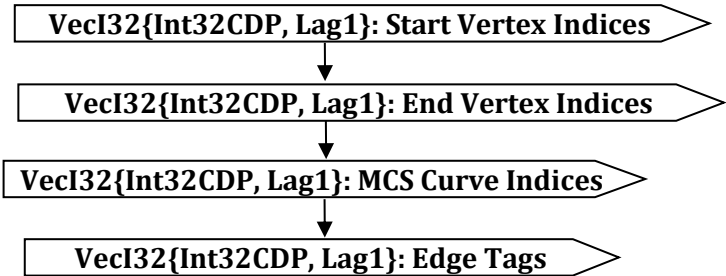 VecI32{Int32CDP, Lag1}: Start Vertex Indices
VecI32{Int32CDP, Lag1}: End Vertex Indices
VecI32{Int32CDP, Lag1}: MCS Curve Indices
VecI32{Int32CDP, Lag1}: Edge Tags